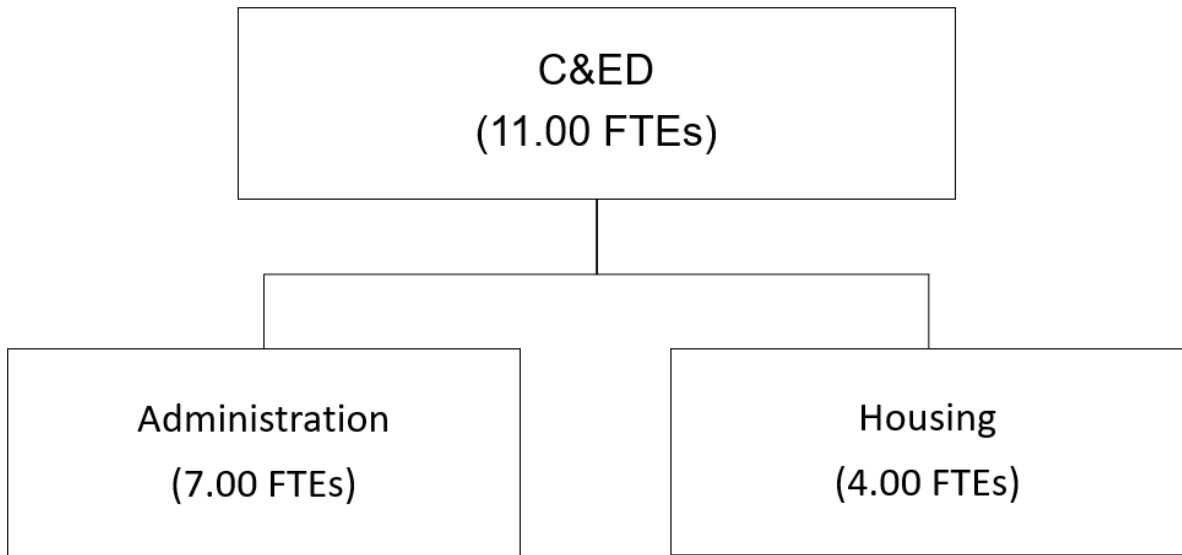 C&ED
(11.00 FTEs)
Administration
(7.00 FTEs)
Housing
(4.00 FTEs)